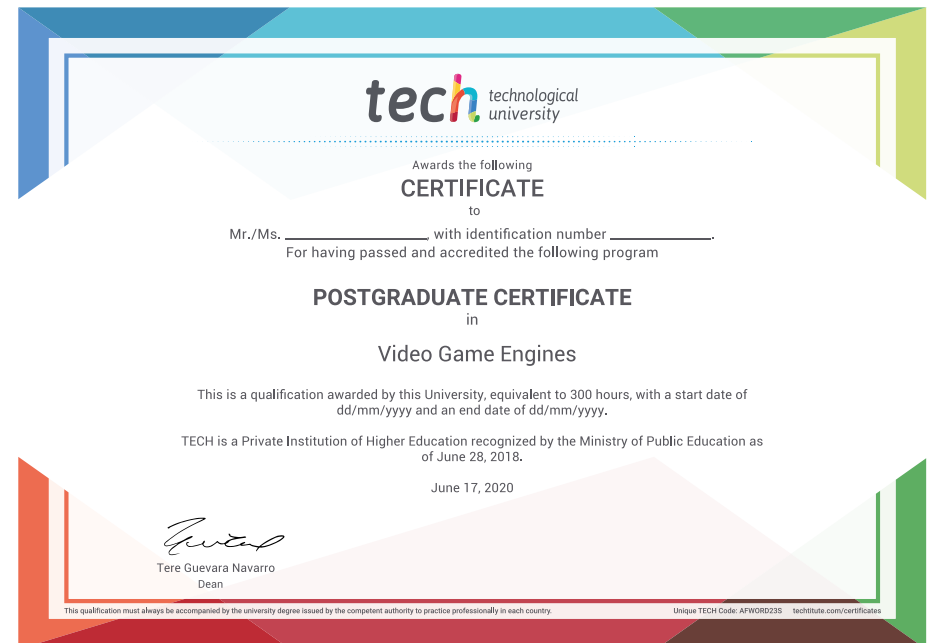 tech technological
university
Awards the following
CERTIFICATE
to
Mr./Ms. ____________________, with identification number ______________.
For having passed and accredited the following program
POSTGRADUATE CERTIFICATE
in
Video Game Engines
This is a qualification awarded by this University, equivalent to 300 hours, with a start date of
dd/mm/yyyy and an end date of dd/mm/yyyy.
TECH is a Private Institution of Higher Education recognized by the Ministry of Public Education as
of June 28, 2018.
June 17, 2020
Tere Guevara Navarro
Dean
This qualification must always be accompanied by the university degree issued by the competent authority to practice professionally in each country. Unique TECH Code: AFWORD23S techtitute.com/certificates